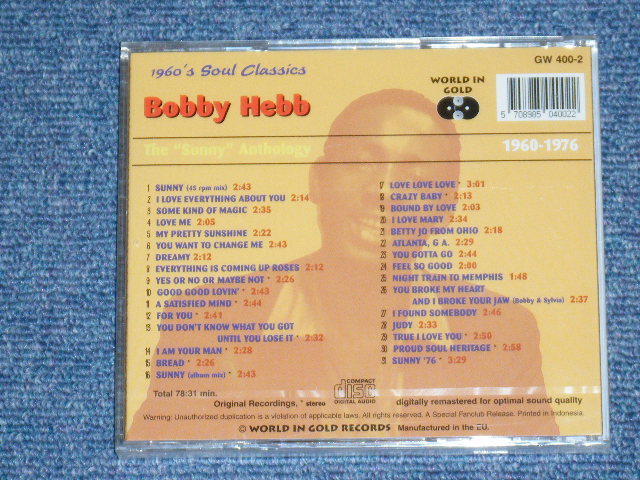 1960's Soul Classics
Bobby Hebb
WORLD IN
GOLD
GW 400-2
5 708985 040022
The "Sunny" Anthology
1960-1976
1 SUNNY (45 rpm mix) 2:43
2 I LOVE EVERYTHING ABOUT YOU * 2:14
3 SOME KIND OF MAGIC * 2:35
4 LOVE ME * 2:05
5 MY PRETTY SUNSHINE * 2:22
6 YOU WANT TO CHANGE ME * 2:43
7 DREAMY 2:12
8 EVERYTHING IS COMING UP ROSES * 2:12
9 YES OR NO OR MAYBE NOT * 2:26
10 GOOD GOOD LOVIN' * 2:43
11 A SATISFIED MIND * 2:44
12 FOR YOU * 2:41
13 YOU DON'T KNOW WHAT YOU GOT
UNTIL YOU LOSE IT * 2:32
14 I AM YOUR MAN * 2:28
15 BREAD * 2:26
16 SUNNY (album mix) * 2:43
17 LOVE LOVE LOVE * 3:01
18 CRAZY BABY * 2:13
19 BOUND BY LOVE 2:03
20 I LOVE MARY * 2:34
21 BETTY JO FROM OHIO * 2:18
22 ATLANTA, G A. * 2:29
23 YOU GOTTA GO * 2:44
24 FEEL SO GOOD 2:00
25 NIGHT TRAIN TO MEMPHIS * 1:48
26 YOU BROKE MY HEART
AND I BROKE YOUR JAW (Bobby & Sylvia) * 2:37
27 I FOUND SOMEBODY * 2:46
28 JUDY * 2:33
29 TRUE I LOVE YOU * 2:50
30 PROUD SOUL HERITAGE * 2:58
31 SUNNY '76 * 3:29
Total 78:31 min.
Original Recordings, * stereo
COMPACT
disc
DIGITAL AUDIO
digitally remastered for optimal sound quality
Warning: Unauthorized duplication is a violation of applicable laws. All rights reserved. A Special Fanclub Release. Printed in Indonesia.
© WORLD IN GOLD RECORDS Manufactured in the EU.